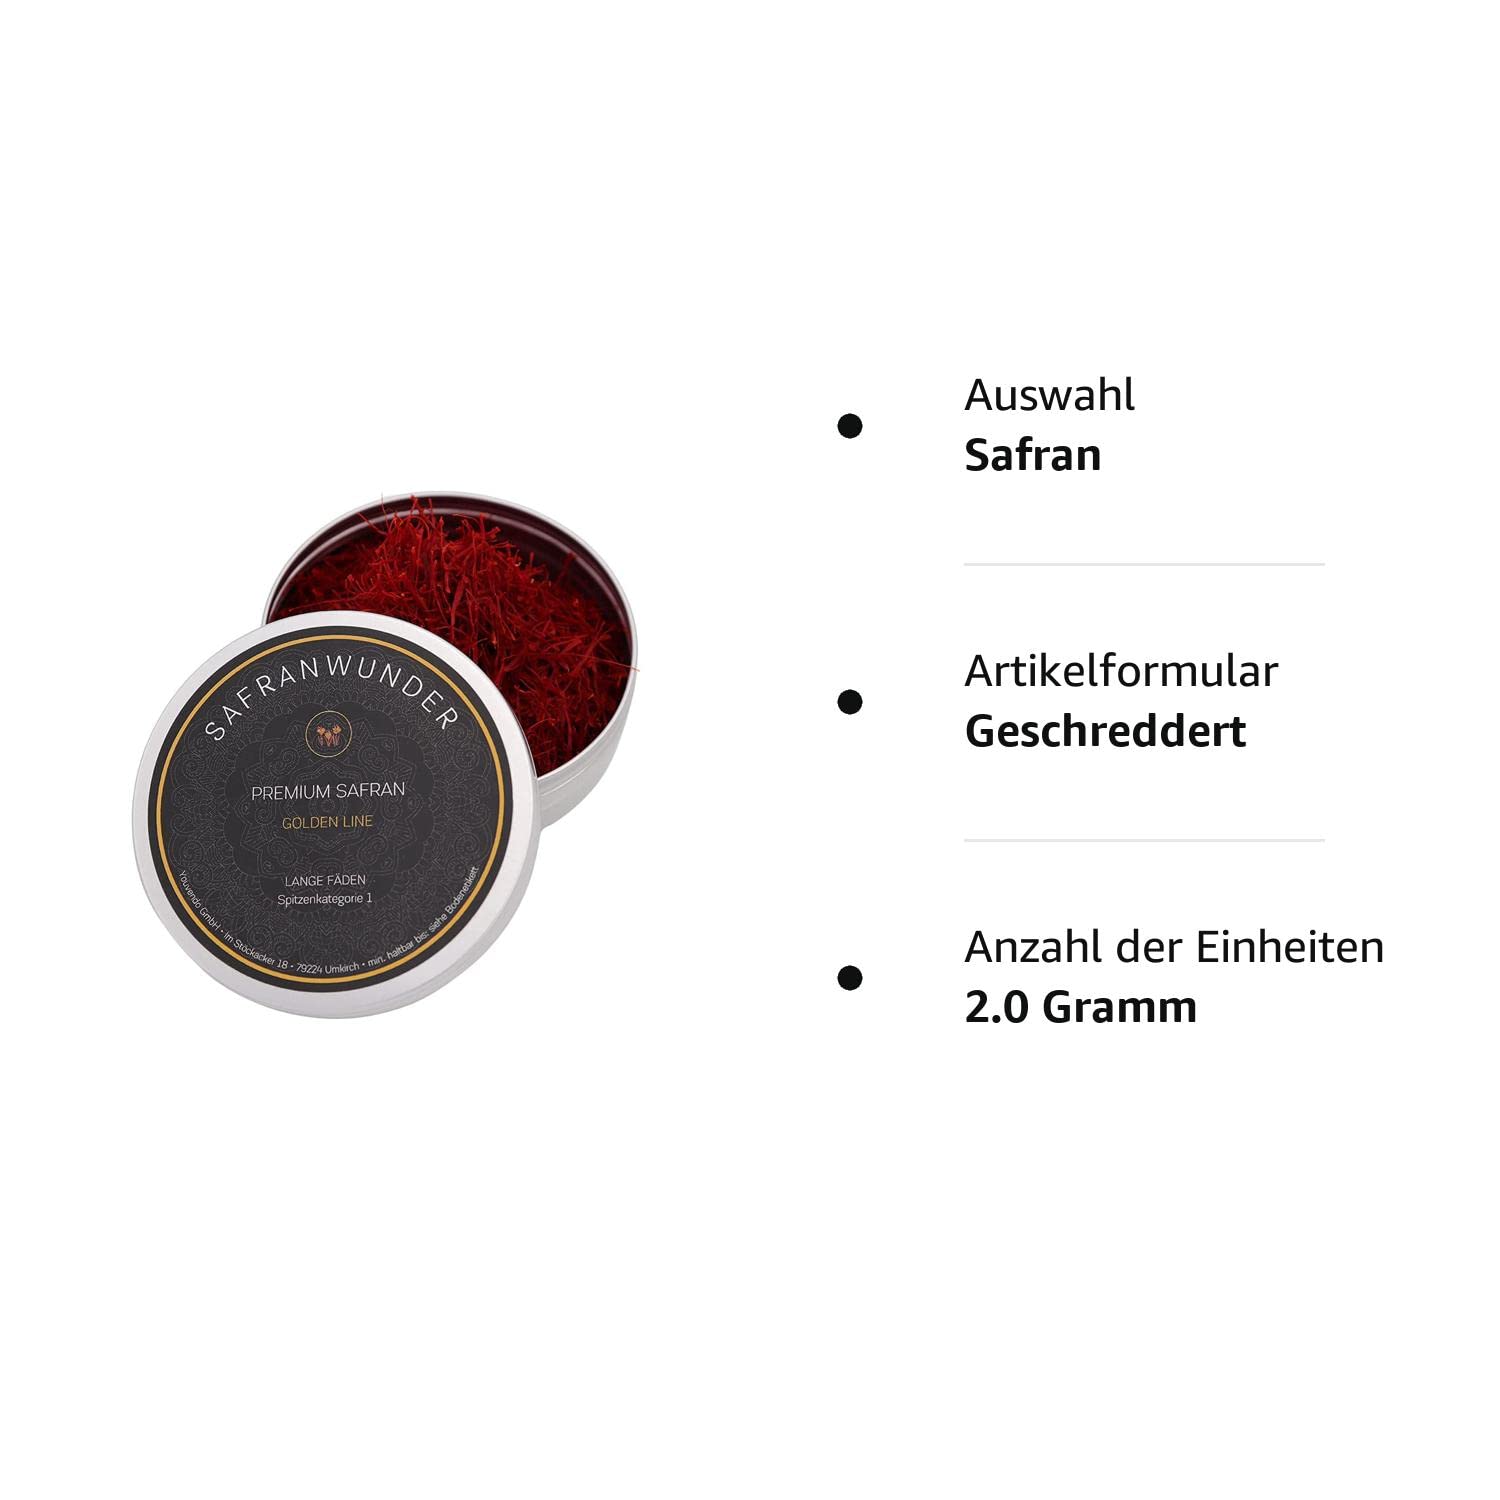 SAFRANWUNDER
PREMIUM SAFRAN
GOLDEN LINE
LANGE FÄDEN
Spitzenkategorie 1
Youvendo GmbH • Im Stöckacker 18 • 79224 Umkirch • min. haltbar bis: siehe Bodenetikett
Auswahl
Safran
Artikelformular
Geschreddert
Anzahl der Einheiten
2.0 Gramm